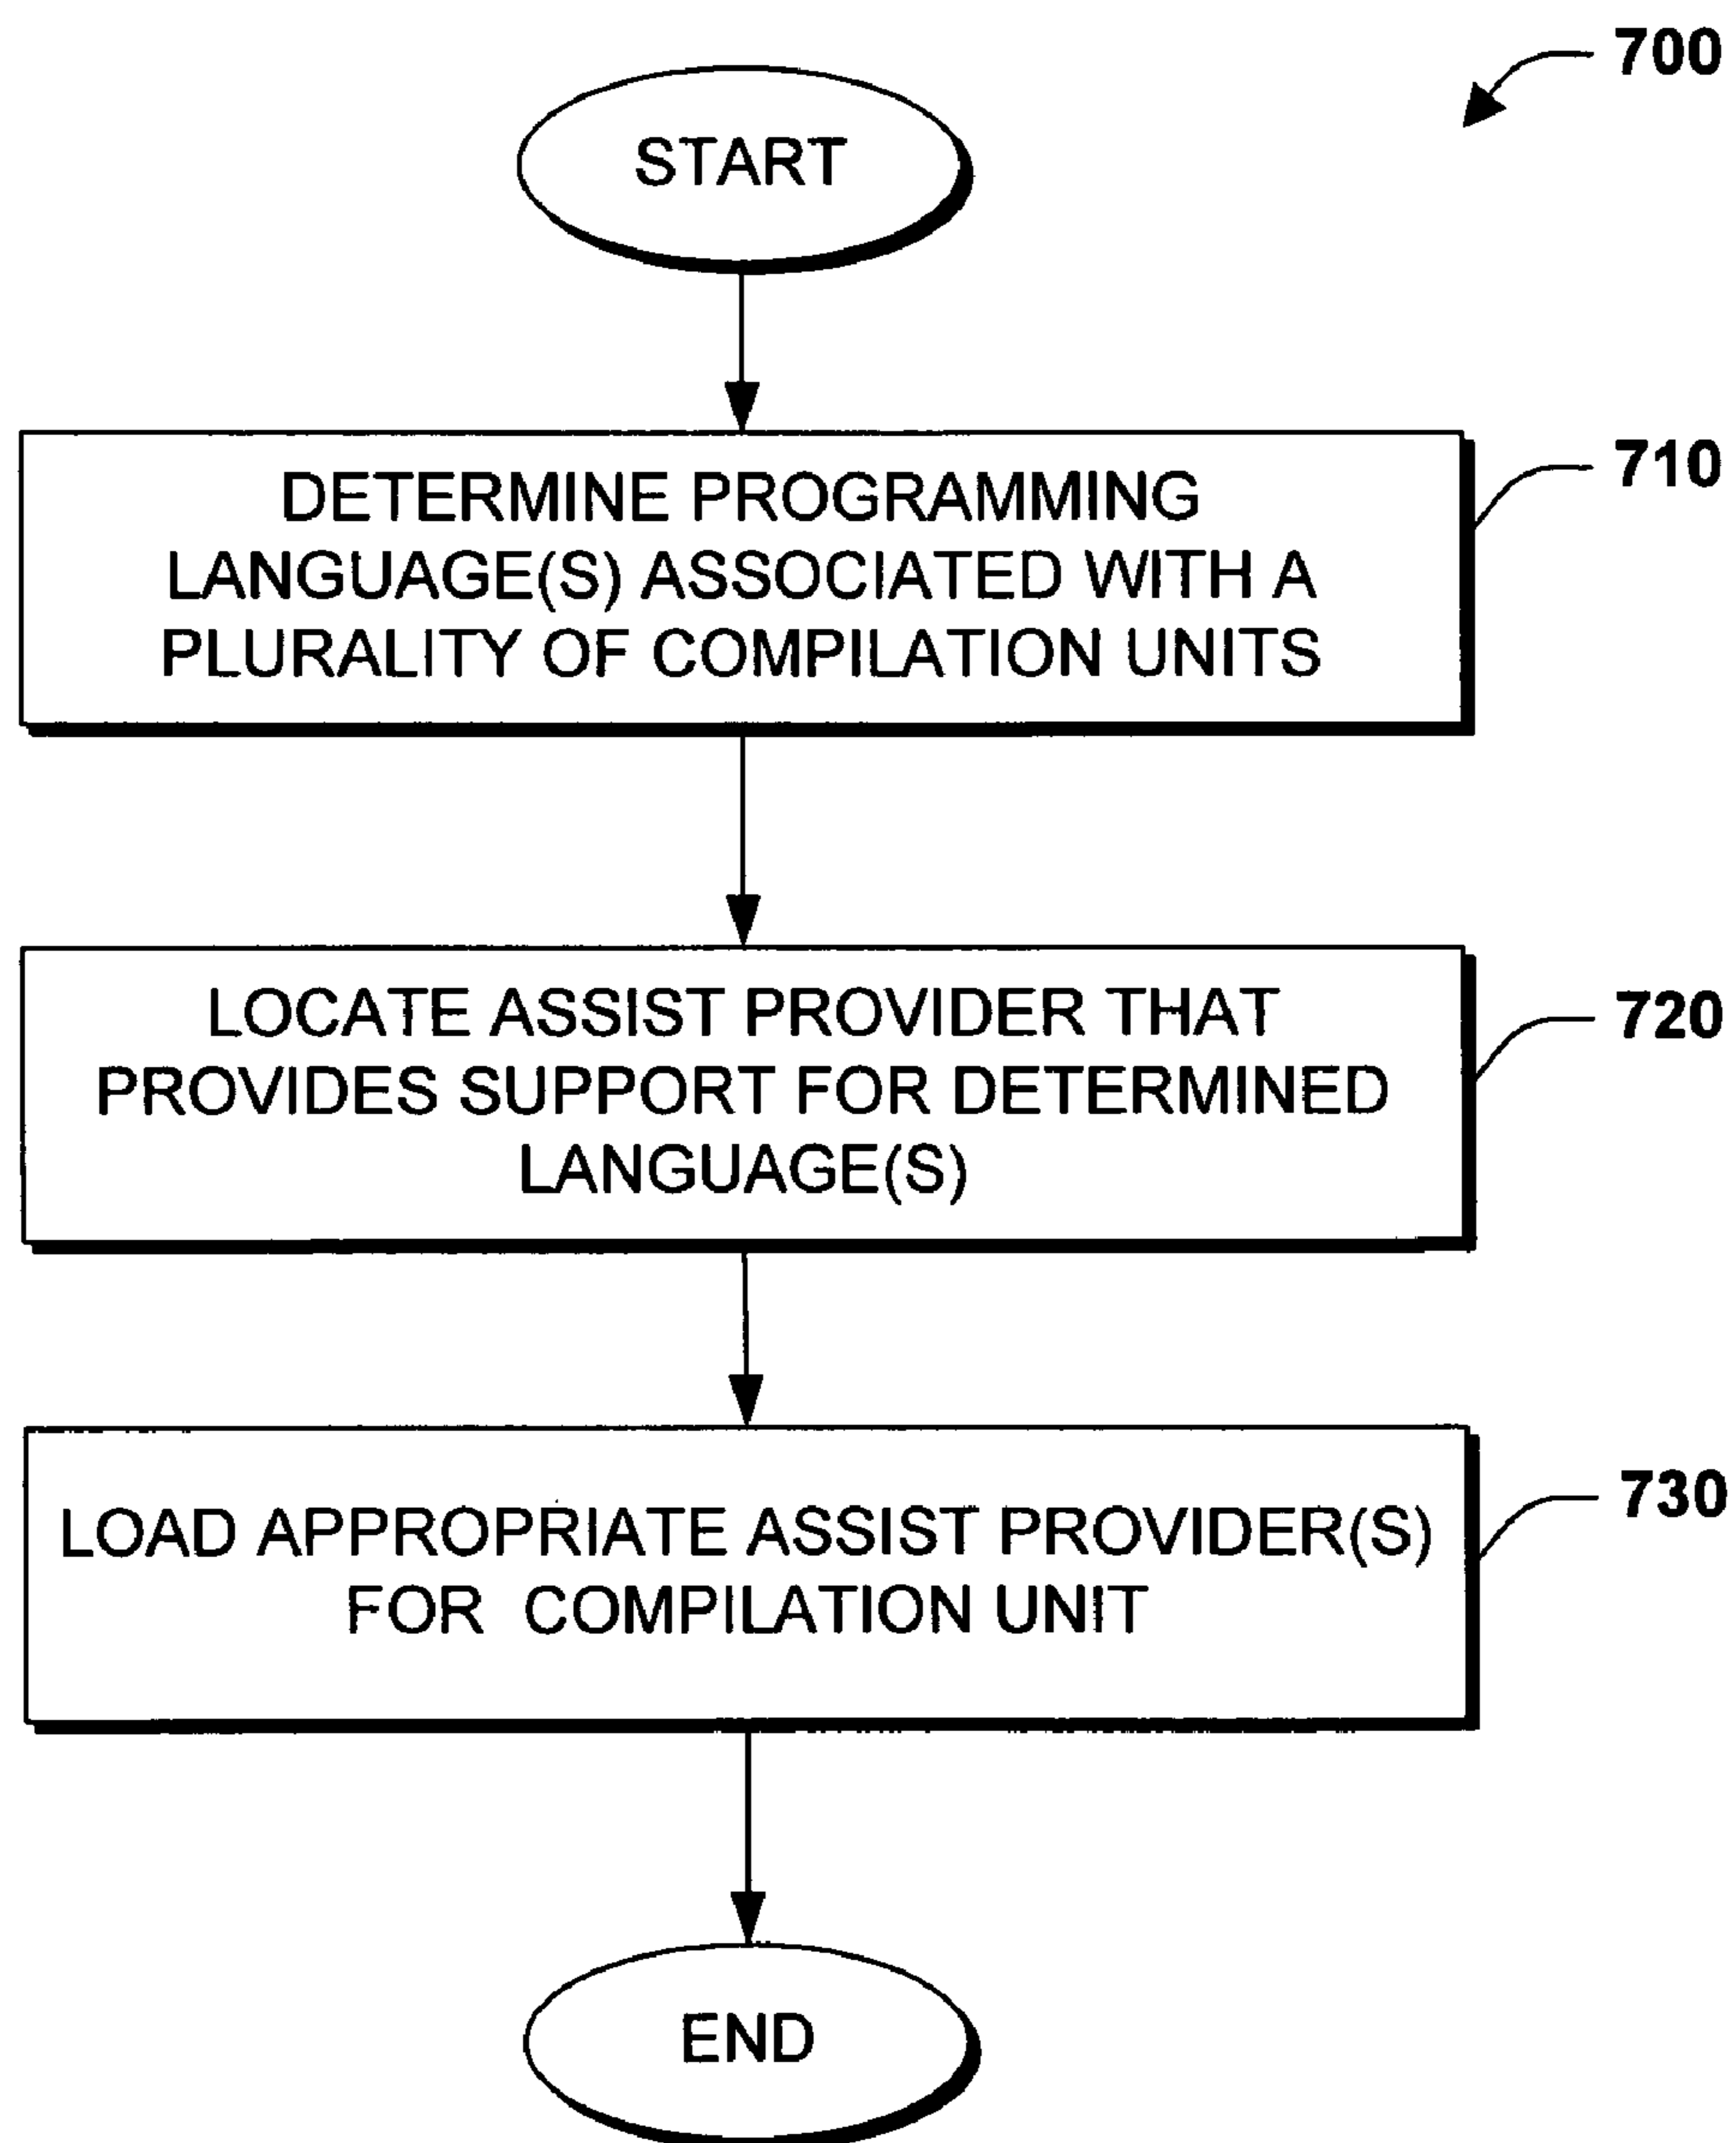 700
START
710
DETERMINE PROGRAMMING
LANGUAGE(S) ASSOCIATED WITH A
PLURALITY OF COMPILATION UNITS
720
LOCATE ASSIST PROVIDER THAT
PROVIDES SUPPORT FOR DETERMINED
LANGUAGE(S)
730
LOAD APPROPRIATE ASSIST PROVIDER(S)
FOR COMPILATION UNIT
END